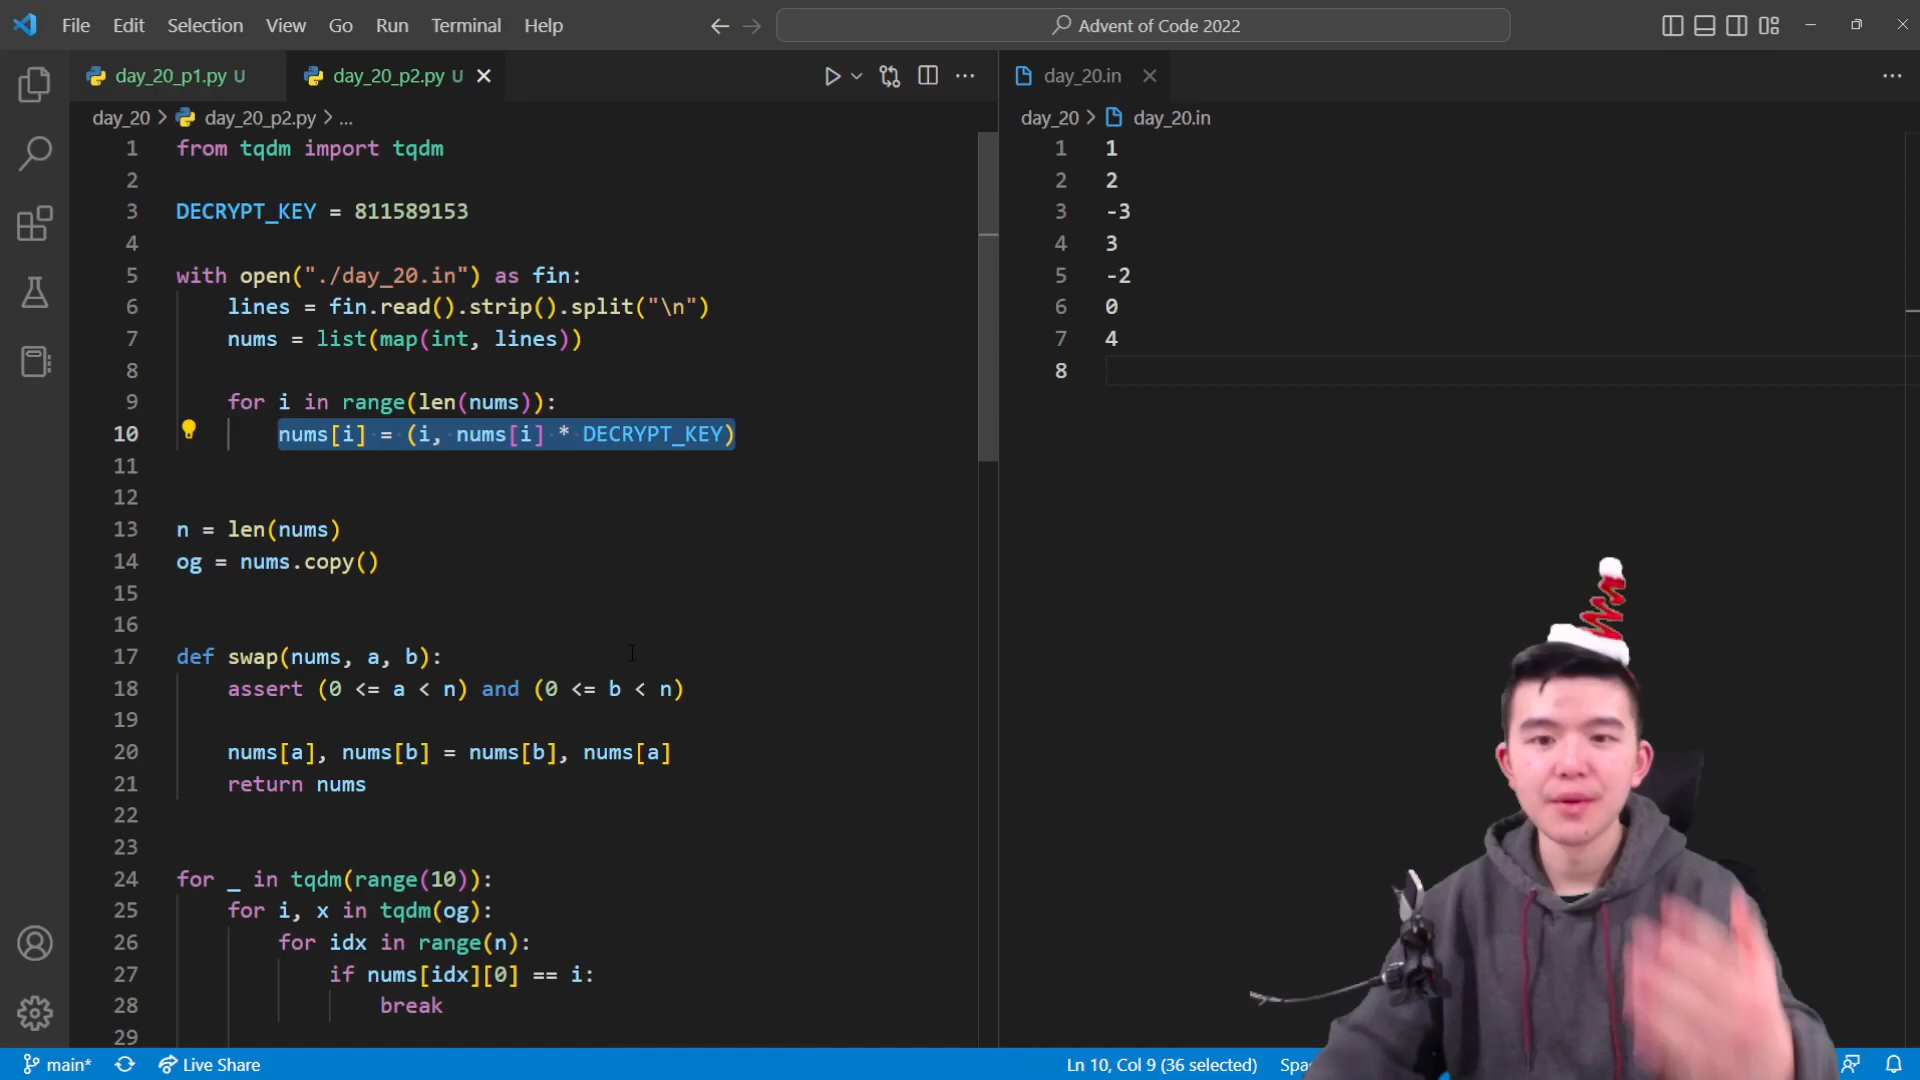 File Edit Selection View Go Run Terminal Help
Advent of Code 2022
day_20_p1.py U
day_20_p2.py U
day_20 > day_20_p2.py > ...
1 from tqdm import tqdm
2
3 DECRYPT_KEY = 811589153
4
5 with open("./day_20.in") as fin:
6 lines = fin.read().strip().split("\n")
7 nums = list(map(int, lines))
8
9 for i in range(len(nums)):
10 nums[i] = (i, nums[i] * DECRYPT_KEY)
11
12
13 n = len(nums)
14 og = nums.copy()
15
16
17 def swap(nums, a, b):
18 assert (0 <= a < n) and (0 <= b < n)
19
20 nums[a], nums[b] = nums[b], nums[a]
21 return nums
22
23
24 for _ in tqdm(range(10)):
25 for i, x in tqdm(og):
26 for idx in range(n):
27 if nums[idx][0] == i:
28 break
29
day_20.in
day_20 > day_20.in
1 1
2 2
3 -3
4 3
5 -2
6 0
7 4
8
main* Live Share Ln 10, Col 9 (36 selected)